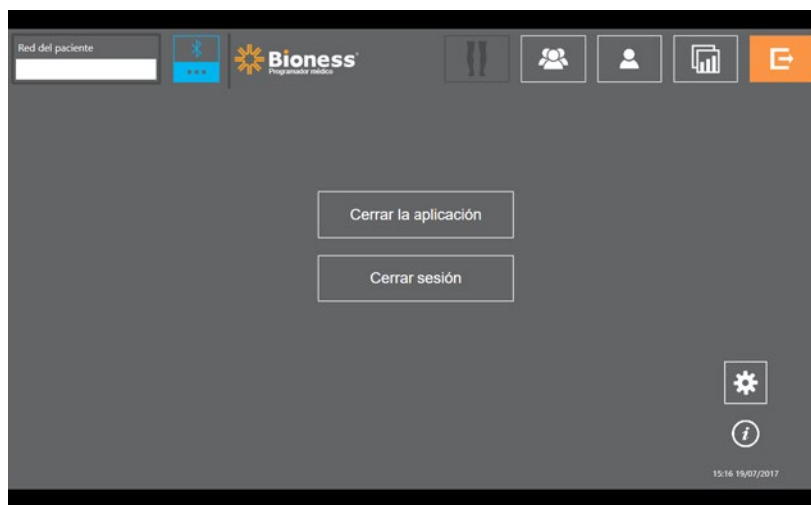 Red del paciente
Bioness
Programador médico
Cerrar la aplicación
Cerrar sesión
15:16 19/07/2017